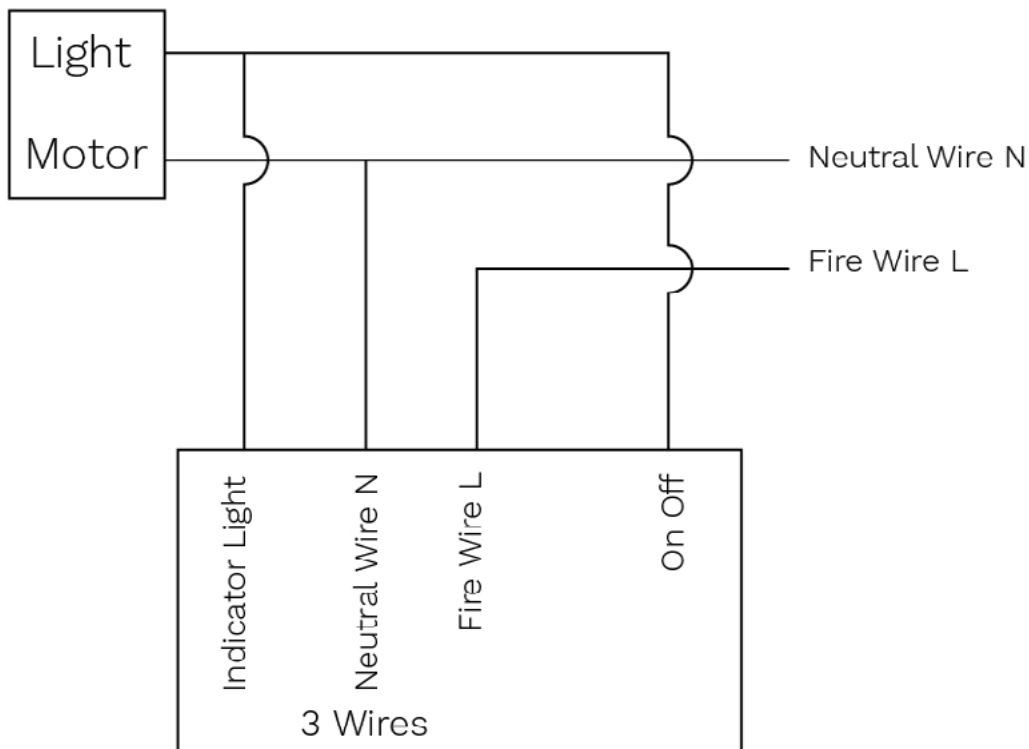 Light
Motor
Neutral Wire N
Fire Wire L
Indicator Light
Neutral Wire N
Fire Wire L
On Off
3 Wires